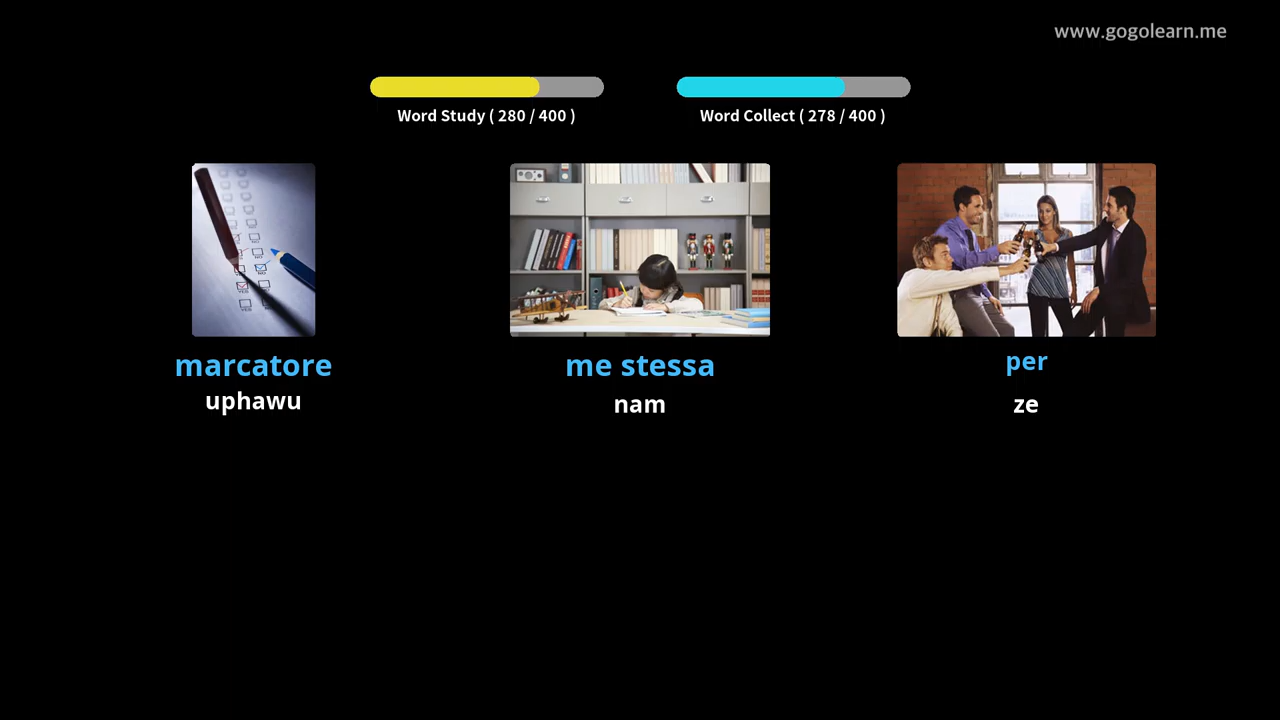 www.gogolearn.me
Word Study ( 280 / 400 )
Word Collect ( 278 / 400 )
marcatore
me stessa
per
uphawu
nam
ze